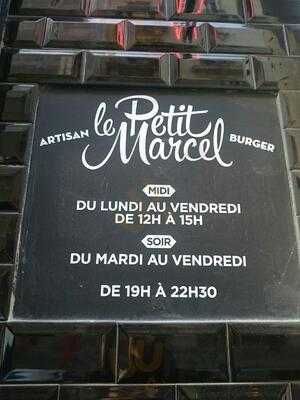 ARTISAN le Petit Marcel BURGER
MIDI
DU LUNDI AU VENDREDI
DE 12H À 15H
SOIR
DU MARDI AU VENDREDI
DE 19H À 22H30